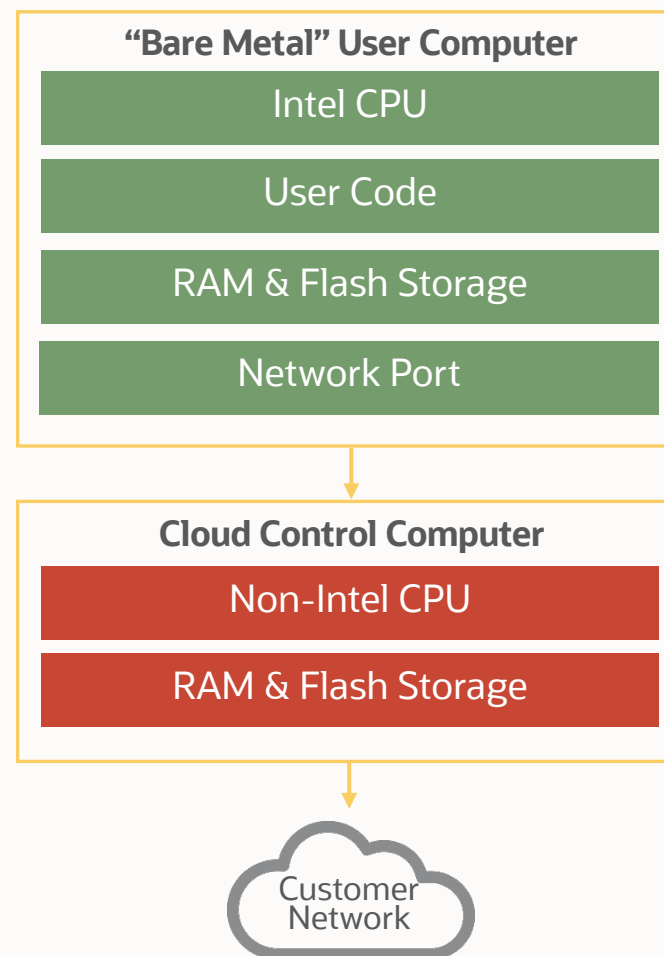 “Bare Metal” User Computer
Intel CPU
User Code
RAM & Flash Storage
Network Port
Cloud Control Computer
Non-Intel CPU
RAM & Flash Storage
Customer
Network